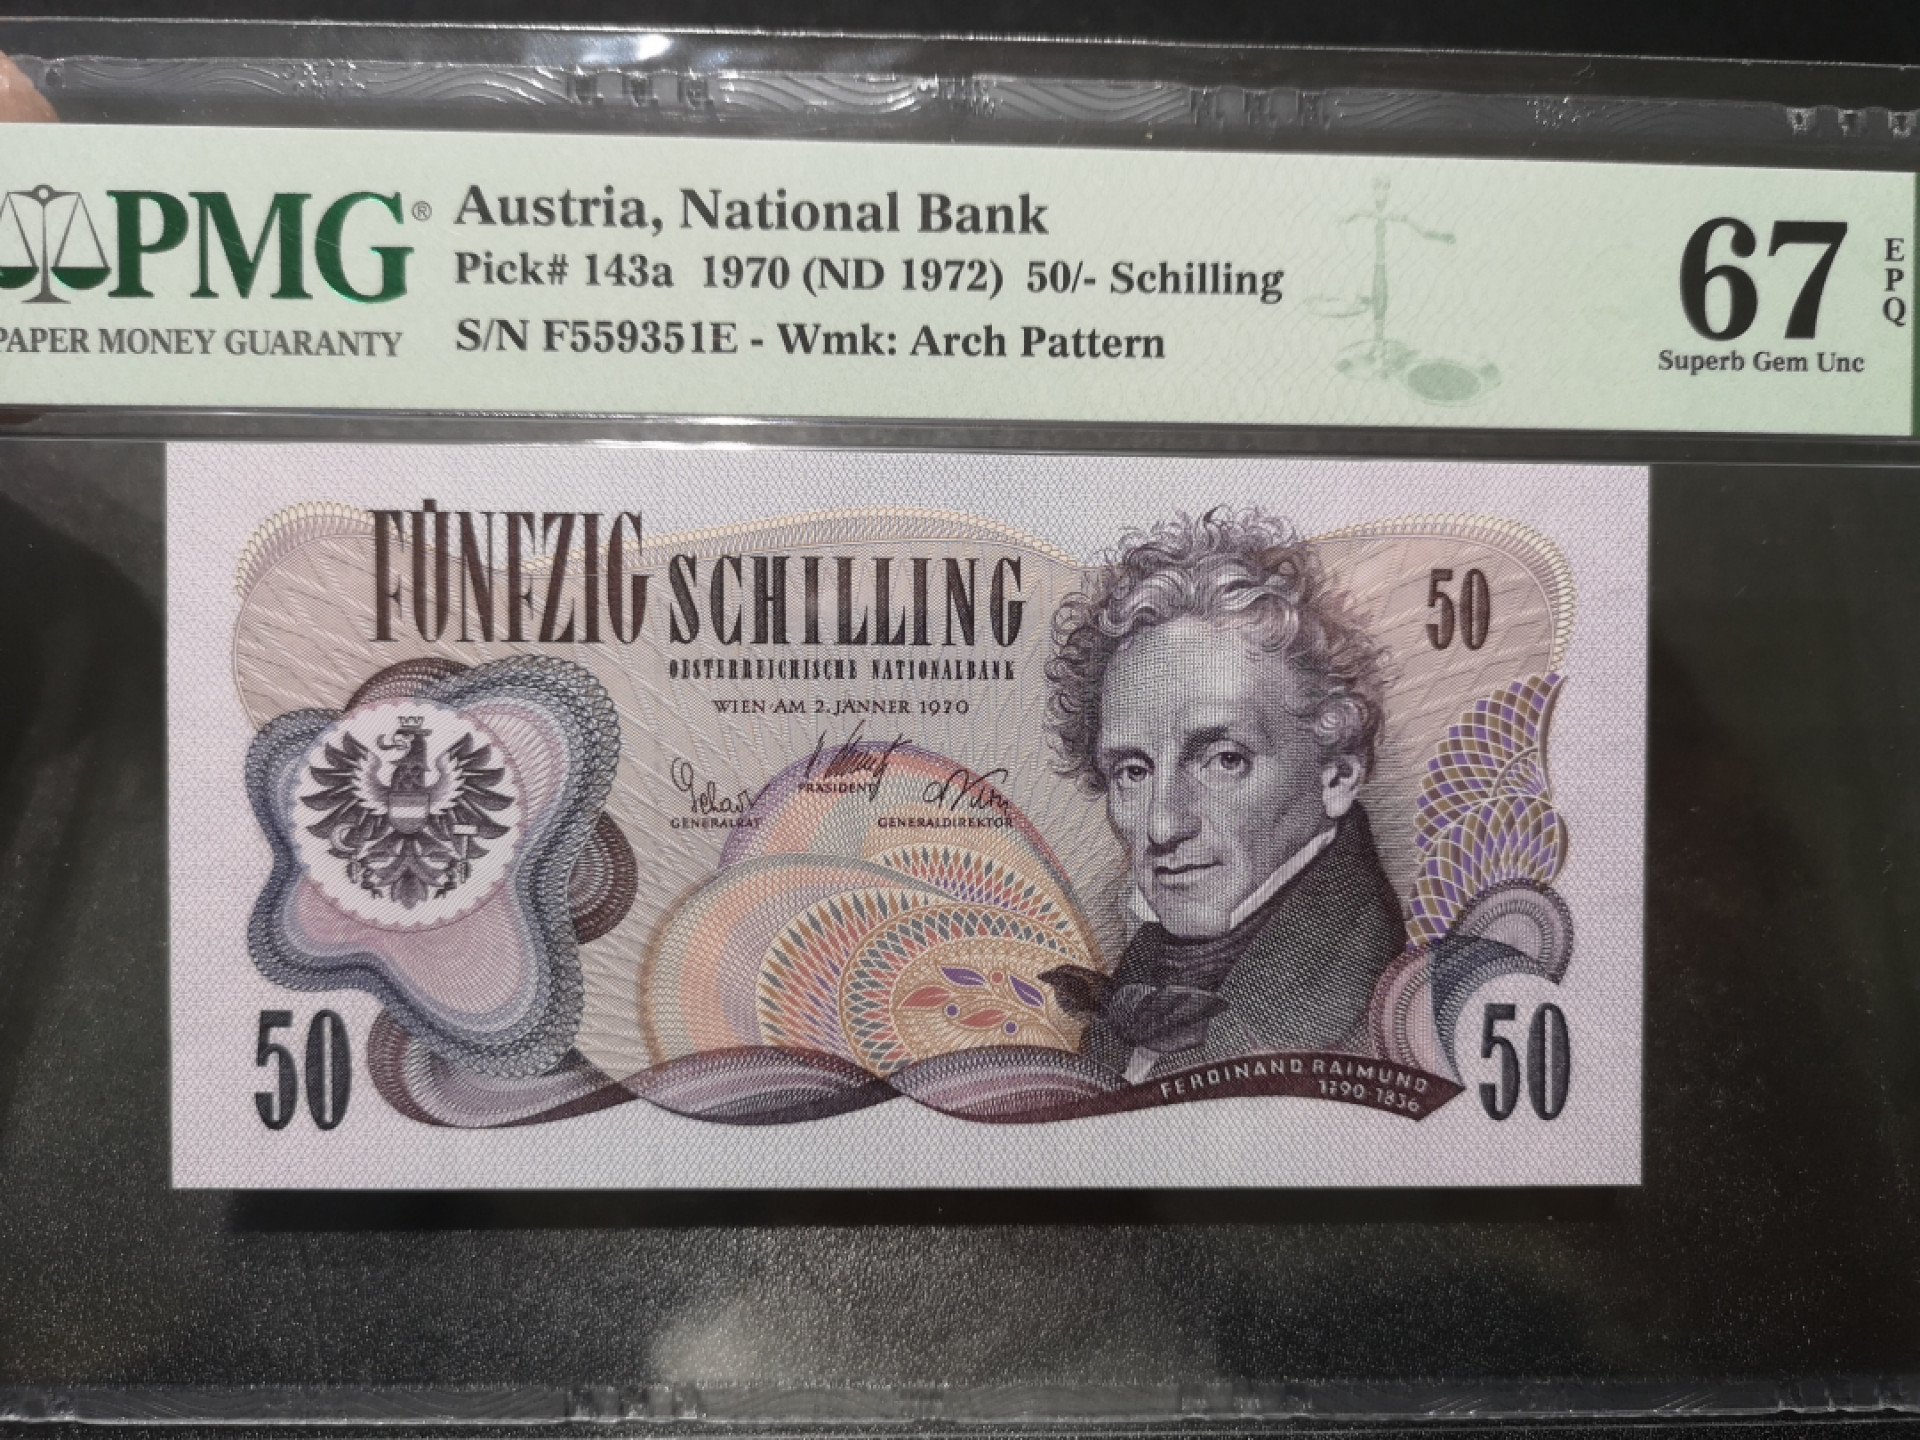 PMG®
PAPER MONEY GUARANTY
Austria, National Bank
Pick# 143a 1970 (ND 1972) 50/- Schilling
S/N F559351E - Wmk: Arch Pattern
67
EPQ
Superb Gem Unc
FÜNFZIG SCHILLING
OESTERREICHISCHE NATIONALBANK
WIEN AM 2. JÄNNER 1970
PRÄSIDENT
GENERALRAT
GENERALDIREKTOR
50
50
FERDINAND RAIMUND
1790-1836
50